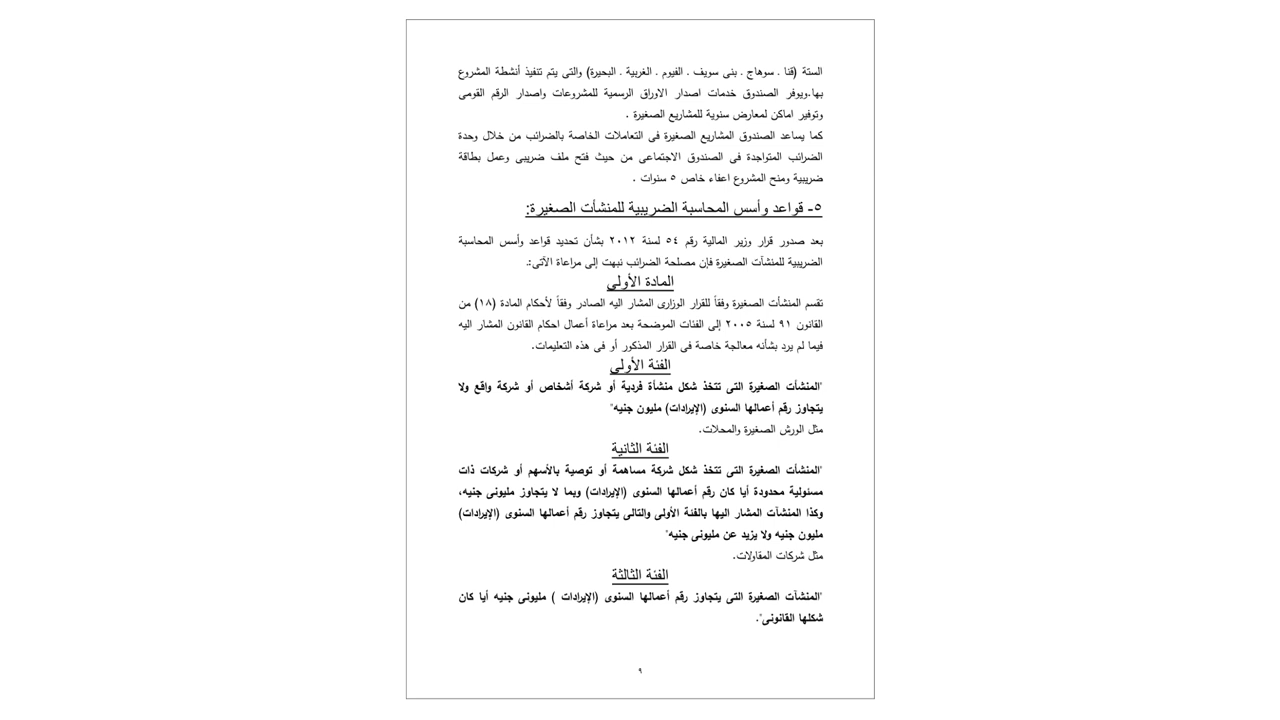 الستة (قنا . سوهاج . بنى سويف . الفيوم . الغربية . البحيرة) والتى يتم تنفيذ أنشطة المشروع
بها.ويوفر الصندوق خدمات اصدار الاوراق الرسمية للمشروعات واصدار الرقم القومى
وتوفير اماكن لمعارض سنوية للمشاريع الصغيرة .
كما يساعد الصندوق المشاريع الصغيرة فى التعاملات الخاصة بالضرائب من خلال وحدة
الضرائب المتواجدة فى الصندوق الاجتماعى من حيث فتح ملف ضريبى وعمل بطاقة
ضريبية ومنح المشروع اعفاء خاص ٥ سنوات .
٥- قواعد وأسس المحاسبة الضريبية للمنشأت الصغيرة:
بعد صدور قرار وزير المالية رقم ٥٤ لسنة ٢٠١٢ بشأن تحديد قواعد وأسس المحاسبة
الضريبية للمنشآت الصغيرة فإن مصلحة الضرائب نبهت إلى مراعاة الآتى:.
المادة الأولي
تقسم المنشأت الصغيرة وفقاً للقرار الوزارى المشار اليه الصادر وفقاً لأحكام المادة (١٨) من
القانون ٩١ لسنة ٢٠٠٥ إلى الفئات الموضحة بعد مراعاة أعمال احكام القانون المشار اليه
فيما لم يرد بشأنه معالجة خاصة فى القرار المذكور أو فى هذه التعليمات.
الفئة الأولي
"المنشأت الصغيرة التى تتخذ شكل منشأة فردية أو شركة أشخاص أو شركة واقع ولا
يتجاوز رقم أعمالها السنوى (الإيرادات) مليون جنيه"
مثل الورش الصغيرة والمحلات.
الفئة الثانية
"المنشأت الصغيرة التى تتخذ شكل شركة مساهمة أو توصية بالأسهم أو شركات ذات
مسئولية محدودة أيا كان رقم أعمالها السنوى (الإيرادات) وبما لا يتجاوز مليونى جنيه،
وكذا المنشآت المشار اليها بالفئة الأولى والتالى يتجاوز رقم أعمالها السنوى (الإيرادات)
مليون جنيه ولا يزيد عن مليونى جنيه"
مثل شركات المقاولات.
الفئة الثالثة
"المنشآت الصغيرة التى يتجاوز رقم أعمالها السنوى (الإيرادات ) مليونى جنيه أيا كان
شكلها القانونى".
٩